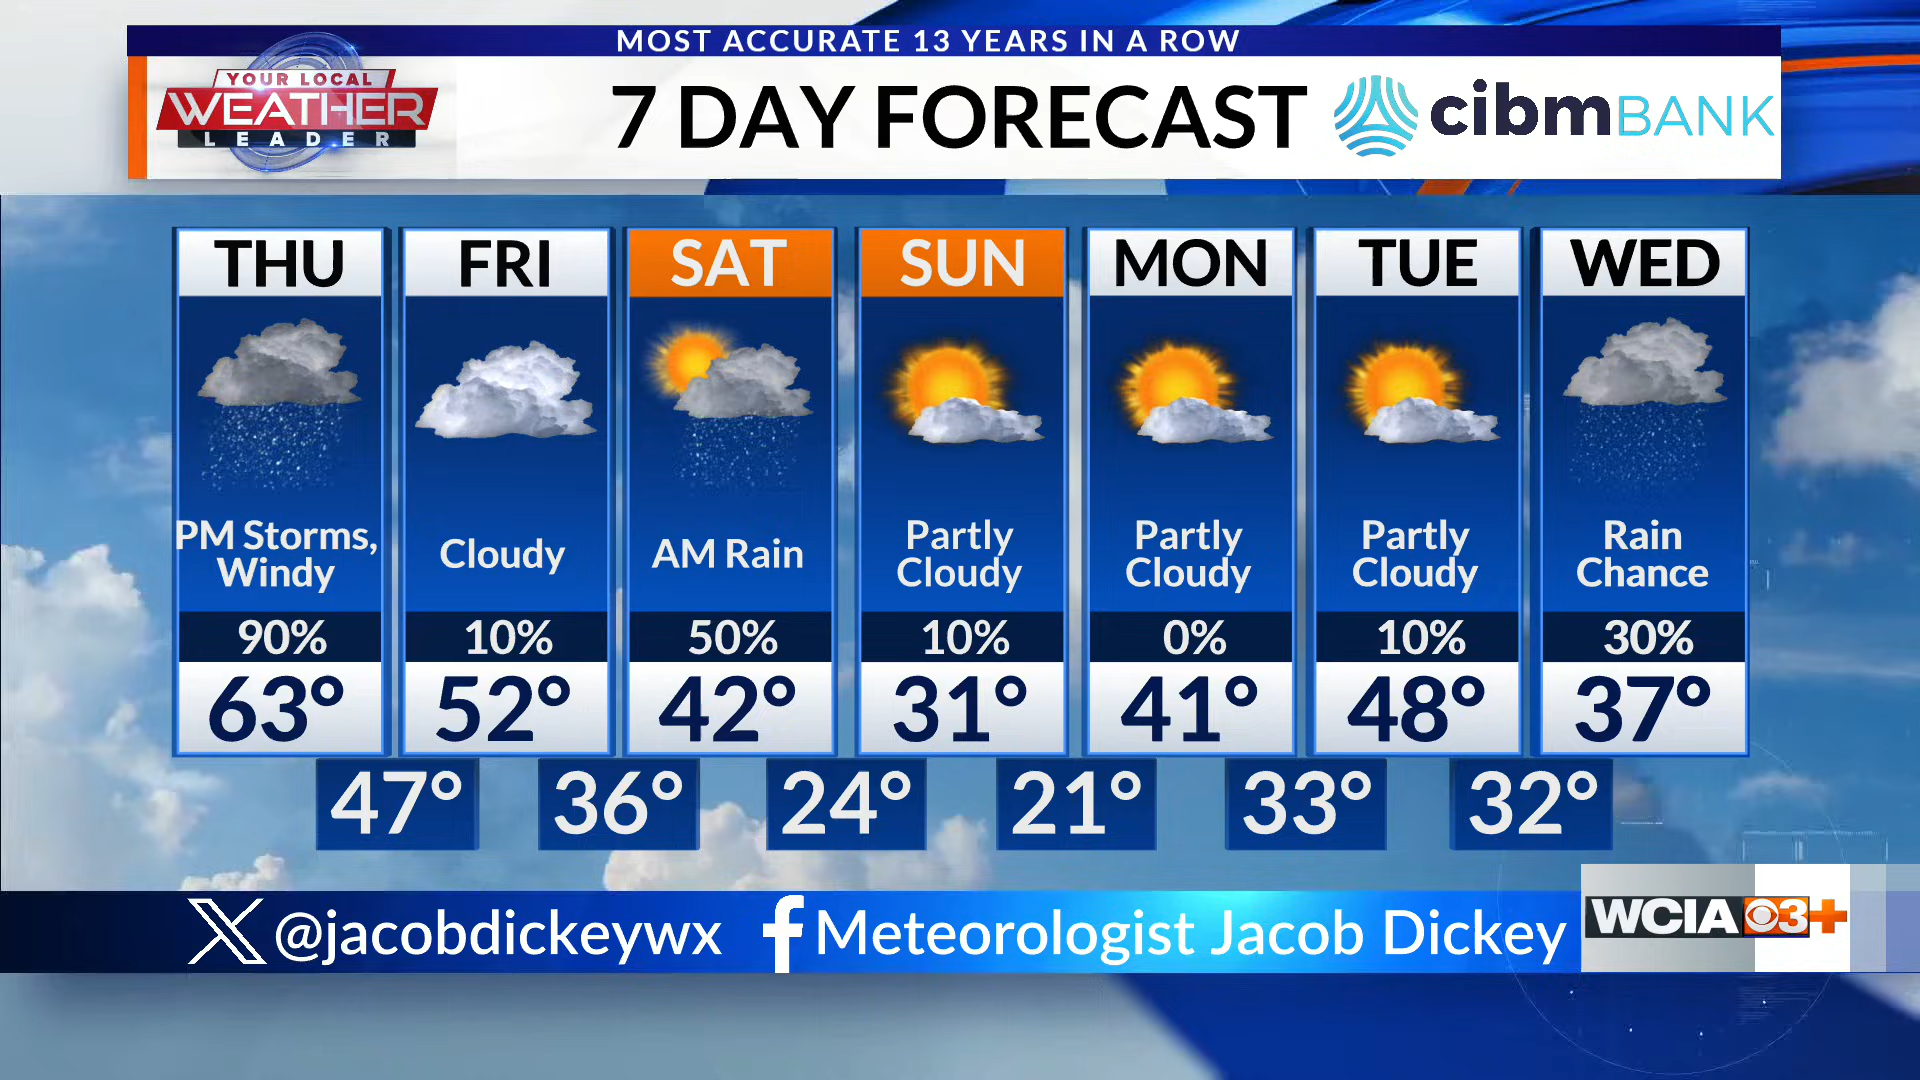 MOST ACCURATE 13 YEARS IN A ROW
YOUR LOCAL
WEATHER
LEADER
7 DAY FORECAST
cibmBANK
THU FRI SAT SUN MON TUE WED
PM Storms,
Windy
Cloudy
AM Rain
Partly
Cloudy
Partly
Cloudy
Partly
Cloudy
Rain
Chance
90% 10% 50% 10% 0% 10% 30%
63° 52° 42° 31° 41° 48° 37°
47° 36° 24° 21° 33° 32°
@jacobdickeywx f Meteorologist Jacob Dickey
WCIA 3+